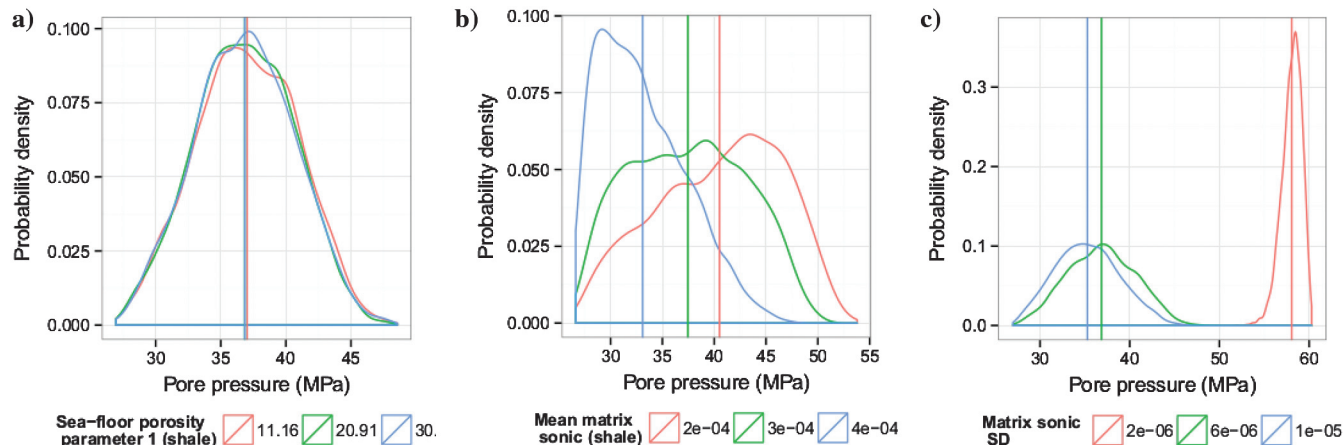 a)
0.100
0.075
0.050
0.025
0.000
Probability density
30 35 40 45
Pore pressure (MPa)
Sea-floor porosity
parameter 1 (shale) 11.16 20.91 30.
b)
0.100
0.075
0.050
0.025
0.000
Probability density
30 35 40 45 50 55
Pore pressure (MPa)
Mean matrix
sonic (shale) 2e−04 3e−04 4e−04
c)
0.3
0.2
0.1
0.0
Probability density
30 40 50 60
Pore pressure (MPa)
Matrix sonic
SD 2e−06 6e−06 1e−05